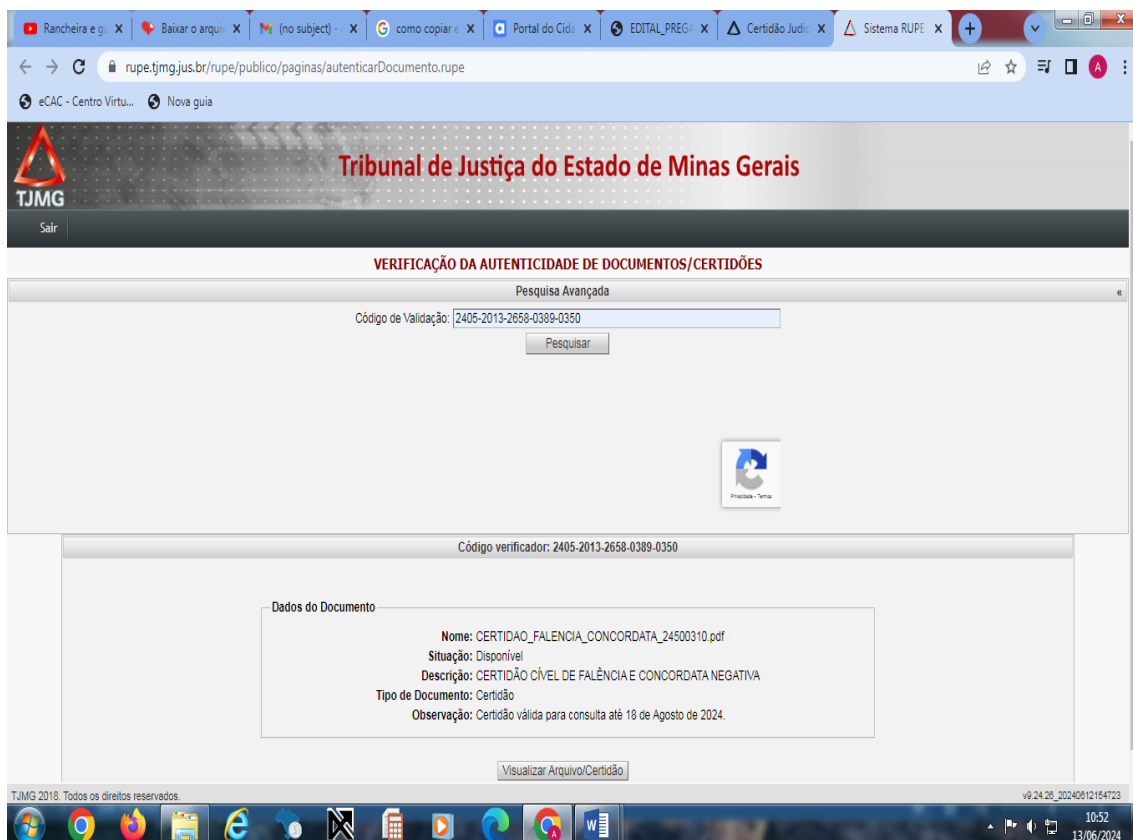 Rancheira e g
Baixar o arqui
(no subject) -
como copiar e
Portal do Cida
EDITAL_PREGÃ
Certidão Judic
Sistema RUPE
rupe.tjmg.jus.br/rupe/publico/paginas/autenticarDocumento.rupe
A
eCAC - Centro Virtu...
Nova guia
TJMG
Tribunal de Justiça do Estado de Minas Gerais
Sair
VERIFICAÇÃO DA AUTENTICIDADE DE DOCUMENTOS/CERTIDÕES
Pesquisa Avançada «
Código de Validação: 2405-2013-2658-0389-0350
Pesquisar
Privacidade - Termos
Código verificador: 2405-2013-2658-0389-0350
Dados do Documento
Nome: CERTIDAO_FALENCIA_CONCORDATA_24500310.pdf
Situação: Disponível
Descrição: CERTIDÃO CÍVEL DE FALÊNCIA E CONCORDATA NEGATIVA
Tipo de Documento: Certidão
Observação: Certidão válida para consulta até 18 de Agosto de 2024.
Visualizar Arquivo/Certidão
TJMG 2018. Todos os direitos reservados.
v9.24.26_20240612154723
10:52
13/06/2024